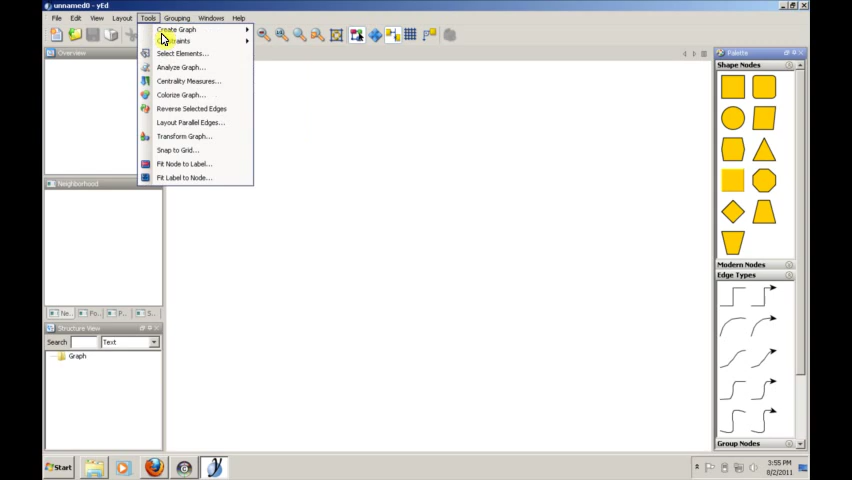 unnamed0 - yEd
File Edit View Layout Tools Grouping Windows Help
Create Graph
Select Elements...
Analyze Graph...
Centrality Measures...
Colorize Graph...
Reverse Selected Edges
Layout Parallel Edges...
Transform Graph...
Snap to Grid...
Fit Node to Label...
Fit Label to Node...
Overview
Neighborhood
Ne... Fo... P... S...
Structure View
Search Text
Graph
Palette
Shape Nodes
Modern Nodes
Edge Types
Group Nodes
Start
3:55 PM
8/2/2011